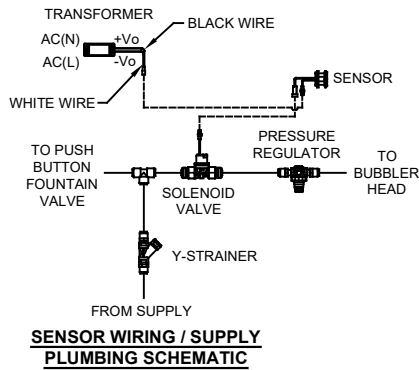 TRANSFORMER
BLACK WIRE
AC(N)
+Vo
AC(L)
-Vo
WHITE WIRE
SENSOR
TO PUSH
BUTTON
FOUNTAIN
VALVE
SOLENOID
VALVE
PRESSURE
REGULATOR
TO
BUBBLER
HEAD
Y-STRAINER
FROM SUPPLY
SENSOR WIRING / SUPPLY
PLUMBING SCHEMATIC